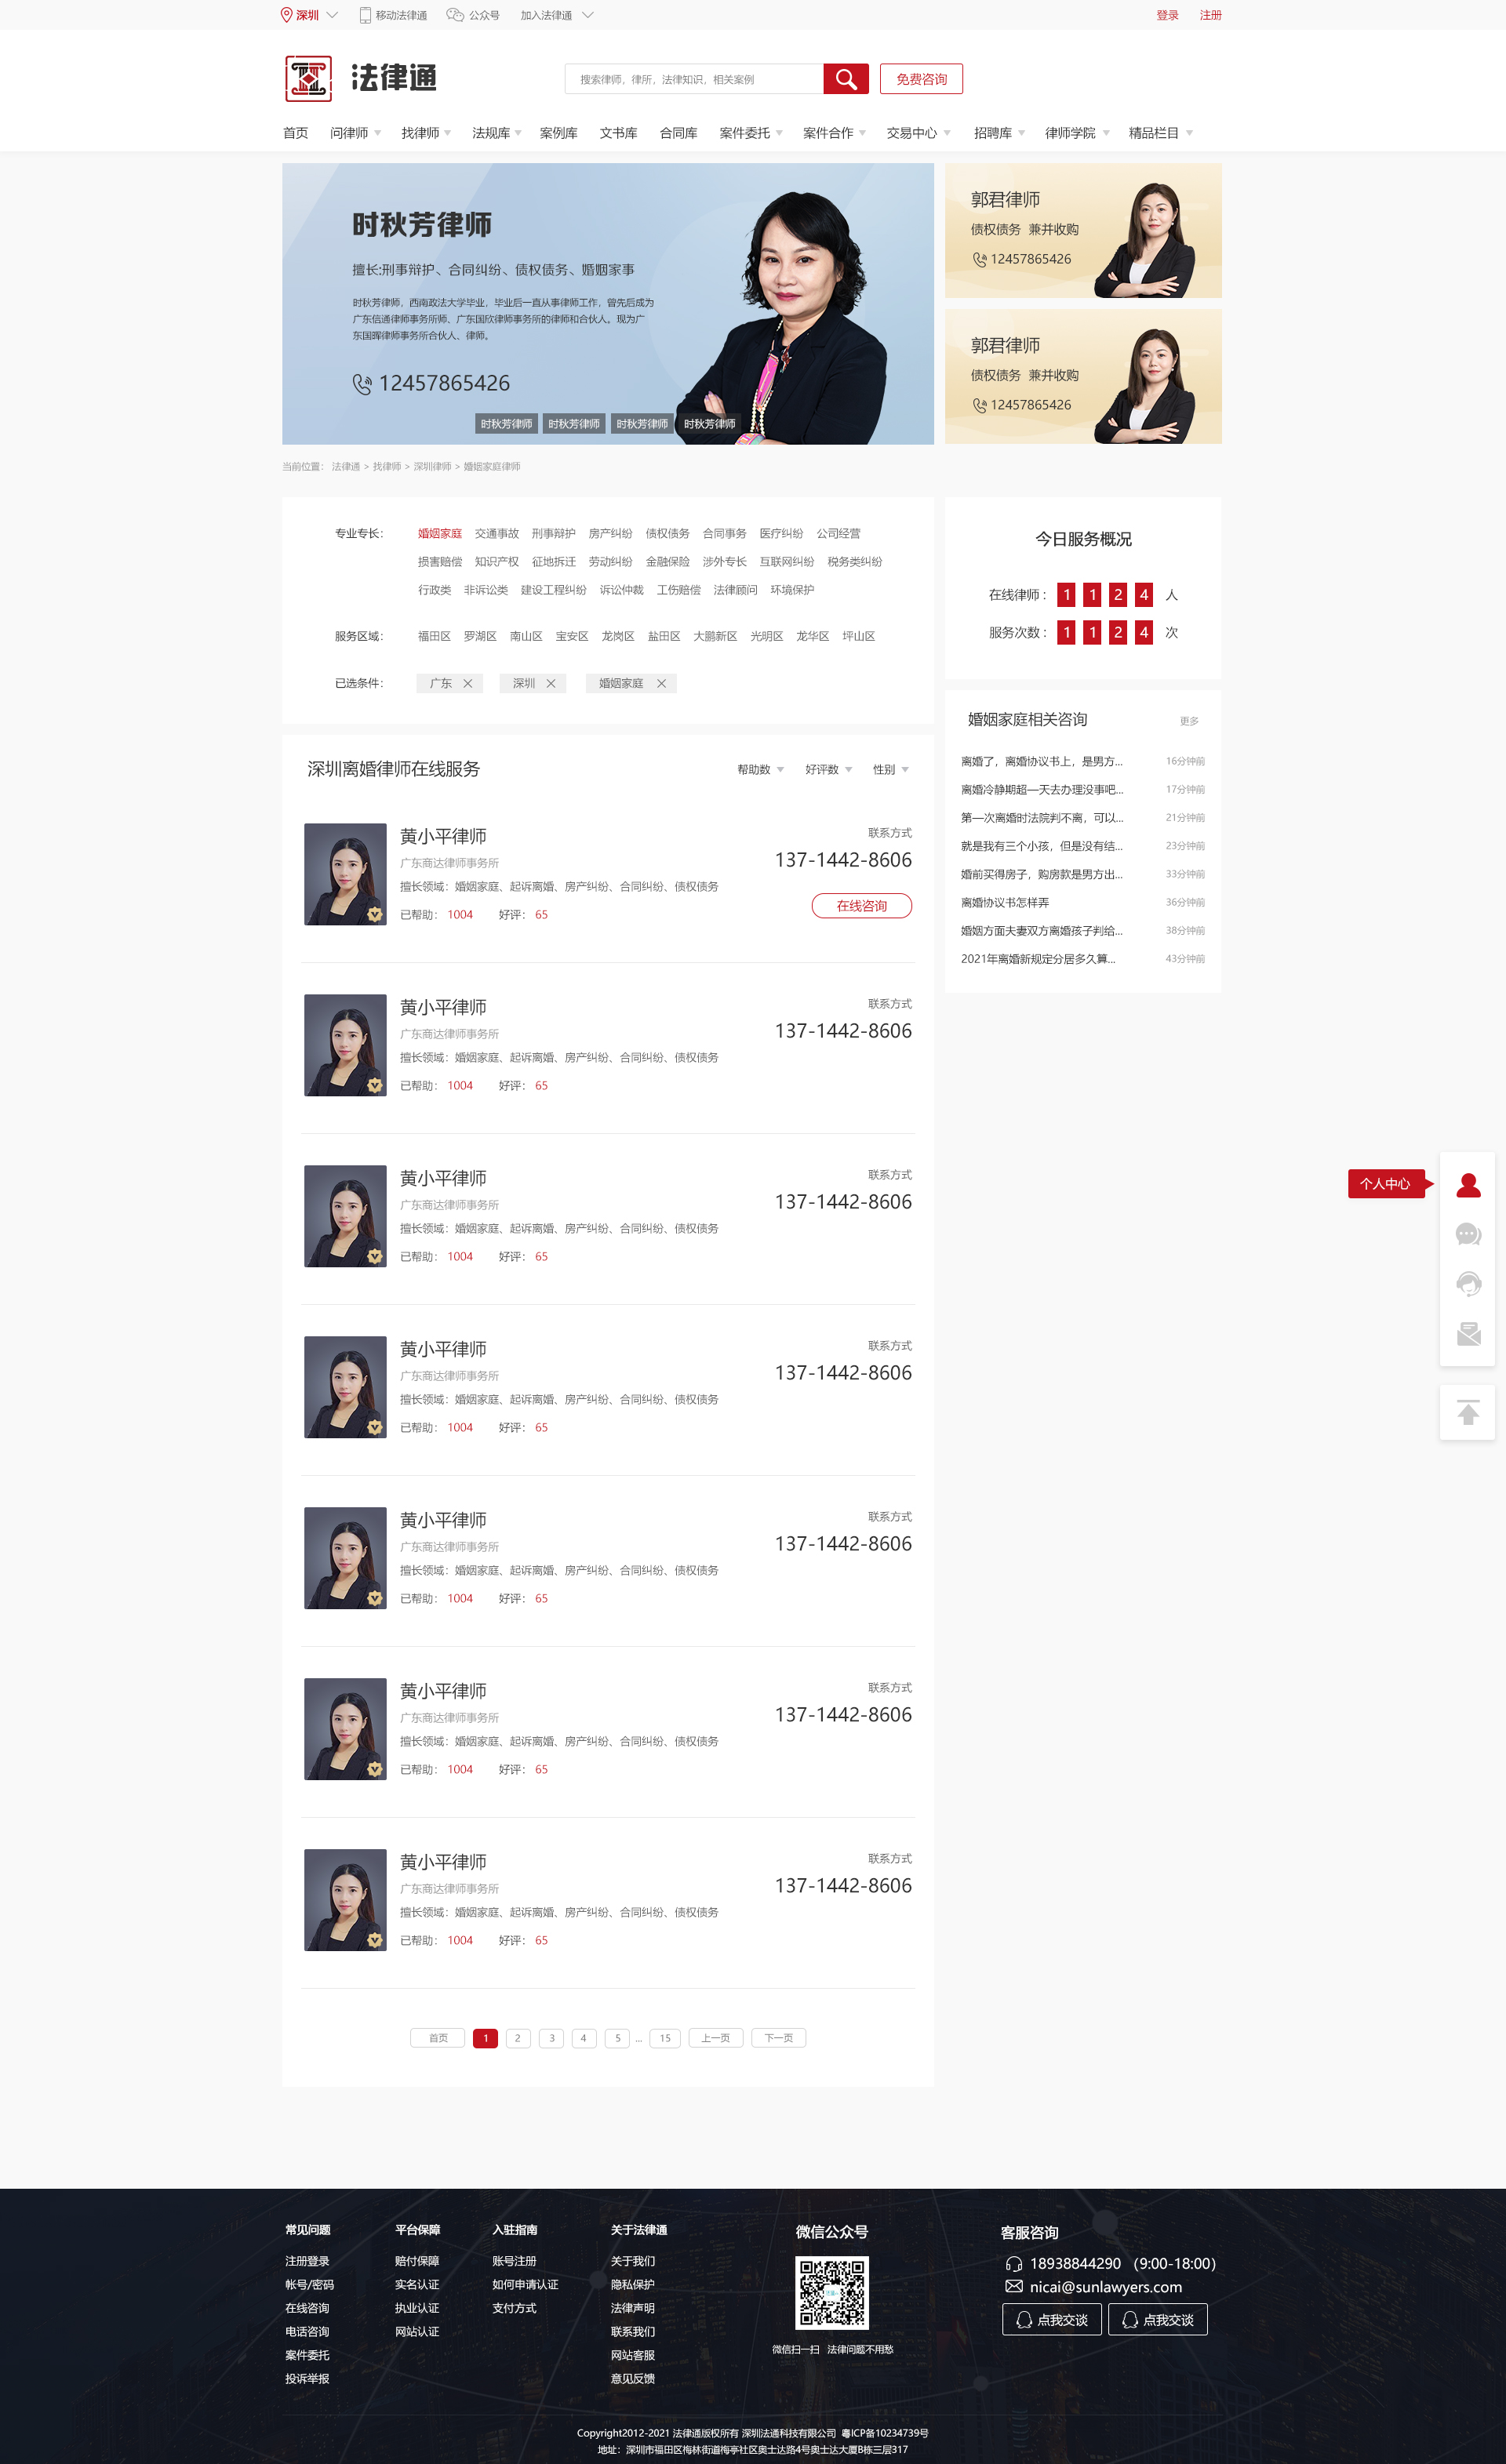 深圳 移动法律通 公众号 加入法律通 登录 注册
法律通 搜索律师，律所，法律知识，相关案例 免费咨询
首页 问律师 找律师 法规库 案例库 文书库 合同库 案件委托 案件合作 交易中心 招聘库 律师学院 精品栏目
时秋芳律师
擅长:刑事辩护、合同纠纷、债权债务、婚姻家事
时秋芳律师，西南政法大学毕业，毕业后一直从事律师工作，曾先后成为
广东信通律师事务所师、广东国欣律师事务所的律师和合伙人。现为广
东国晖律师事务所合伙人、律师。
12457865426
时秋芳律师 时秋芳律师 时秋芳律师 时秋芳律师
郭君律师
债权债务 兼并收购
12457865426
郭君律师
债权债务 兼并收购
12457865426
当前位置： 法律通 > 找律师 > 深圳律师 > 婚姻家庭律师
专业专长： 婚姻家庭 交通事故 刑事辩护 房产纠纷 债权债务 合同事务 医疗纠纷 公司经营
损害赔偿 知识产权 征地拆迁 劳动纠纷 金融保险 涉外专长 互联网纠纷 税务类纠纷
行政类 非诉讼类 建设工程纠纷 诉讼仲裁 工伤赔偿 法律顾问 环境保护
服务区域： 福田区 罗湖区 南山区 宝安区 龙岗区 盐田区 大鹏新区 光明区 龙华区 坪山区
已选条件： 广东 深圳 婚姻家庭
今日服务概况
在线律师： 1 1 2 4 人
服务次数： 1 1 2 4 次
婚姻家庭相关咨询 更多
离婚了，离婚协议书上，是男方... 16分钟前
离婚冷静期超一天去办理没事吧... 17分钟前
第一次离婚时法院判不离，可以... 21分钟前
就是我有三个小孩，但是没有结... 23分钟前
婚前买得房子，购房款是男方出... 33分钟前
离婚协议书怎样弄 36分钟前
婚姻方面夫妻双方离婚孩子判给... 38分钟前
2021年离婚新规定分居多久算... 43分钟前
深圳离婚律师在线服务 帮助数 好评数 性别
黄小平律师 联系方式
广东商达律师事务所 137-1442-8606
擅长领域：婚姻家庭、起诉离婚、房产纠纷、合同纠纷、债权债务
已帮助： 1004 好评： 65 在线咨询
黄小平律师 联系方式
广东商达律师事务所 137-1442-8606
擅长领域：婚姻家庭、起诉离婚、房产纠纷、合同纠纷、债权债务
已帮助： 1004 好评： 65
黄小平律师 联系方式
广东商达律师事务所 137-1442-8606
擅长领域：婚姻家庭、起诉离婚、房产纠纷、合同纠纷、债权债务
已帮助： 1004 好评： 65
个人中心
黄小平律师 联系方式
广东商达律师事务所 137-1442-8606
擅长领域：婚姻家庭、起诉离婚、房产纠纷、合同纠纷、债权债务
已帮助： 1004 好评： 65
黄小平律师 联系方式
广东商达律师事务所 137-1442-8606
擅长领域：婚姻家庭、起诉离婚、房产纠纷、合同纠纷、债权债务
已帮助： 1004 好评： 65
黄小平律师 联系方式
广东商达律师事务所 137-1442-8606
擅长领域：婚姻家庭、起诉离婚、房产纠纷、合同纠纷、债权债务
已帮助： 1004 好评： 65
黄小平律师 联系方式
广东商达律师事务所 137-1442-8606
擅长领域：婚姻家庭、起诉离婚、房产纠纷、合同纠纷、债权债务
已帮助： 1004 好评： 65
首页 1 2 3 4 5 ... 15 上一页 下一页
常见问题
注册登录
帐号/密码
在线咨询
电话咨询
案件委托
投诉举报
平台保障
赔付保障
实名认证
执业认证
网站认证
入驻指南
账号注册
如何申请认证
支付方式
关于法律通
关于我们
隐私保护
法律声明
联系我们
网站客服
意见反馈
微信公众号
微信扫一扫 法律问题不用愁
客服咨询
18938844290 （9:00-18:00）
nicai@sunlawyers.com
点我交谈 点我交谈
Copyright2012-2021 法律通版权所有 深圳法通科技有限公司 粤ICP备10234739号
地址：深圳市福田区梅林街道梅亭社区奥士达路4号奥士达大厦B栋三层317